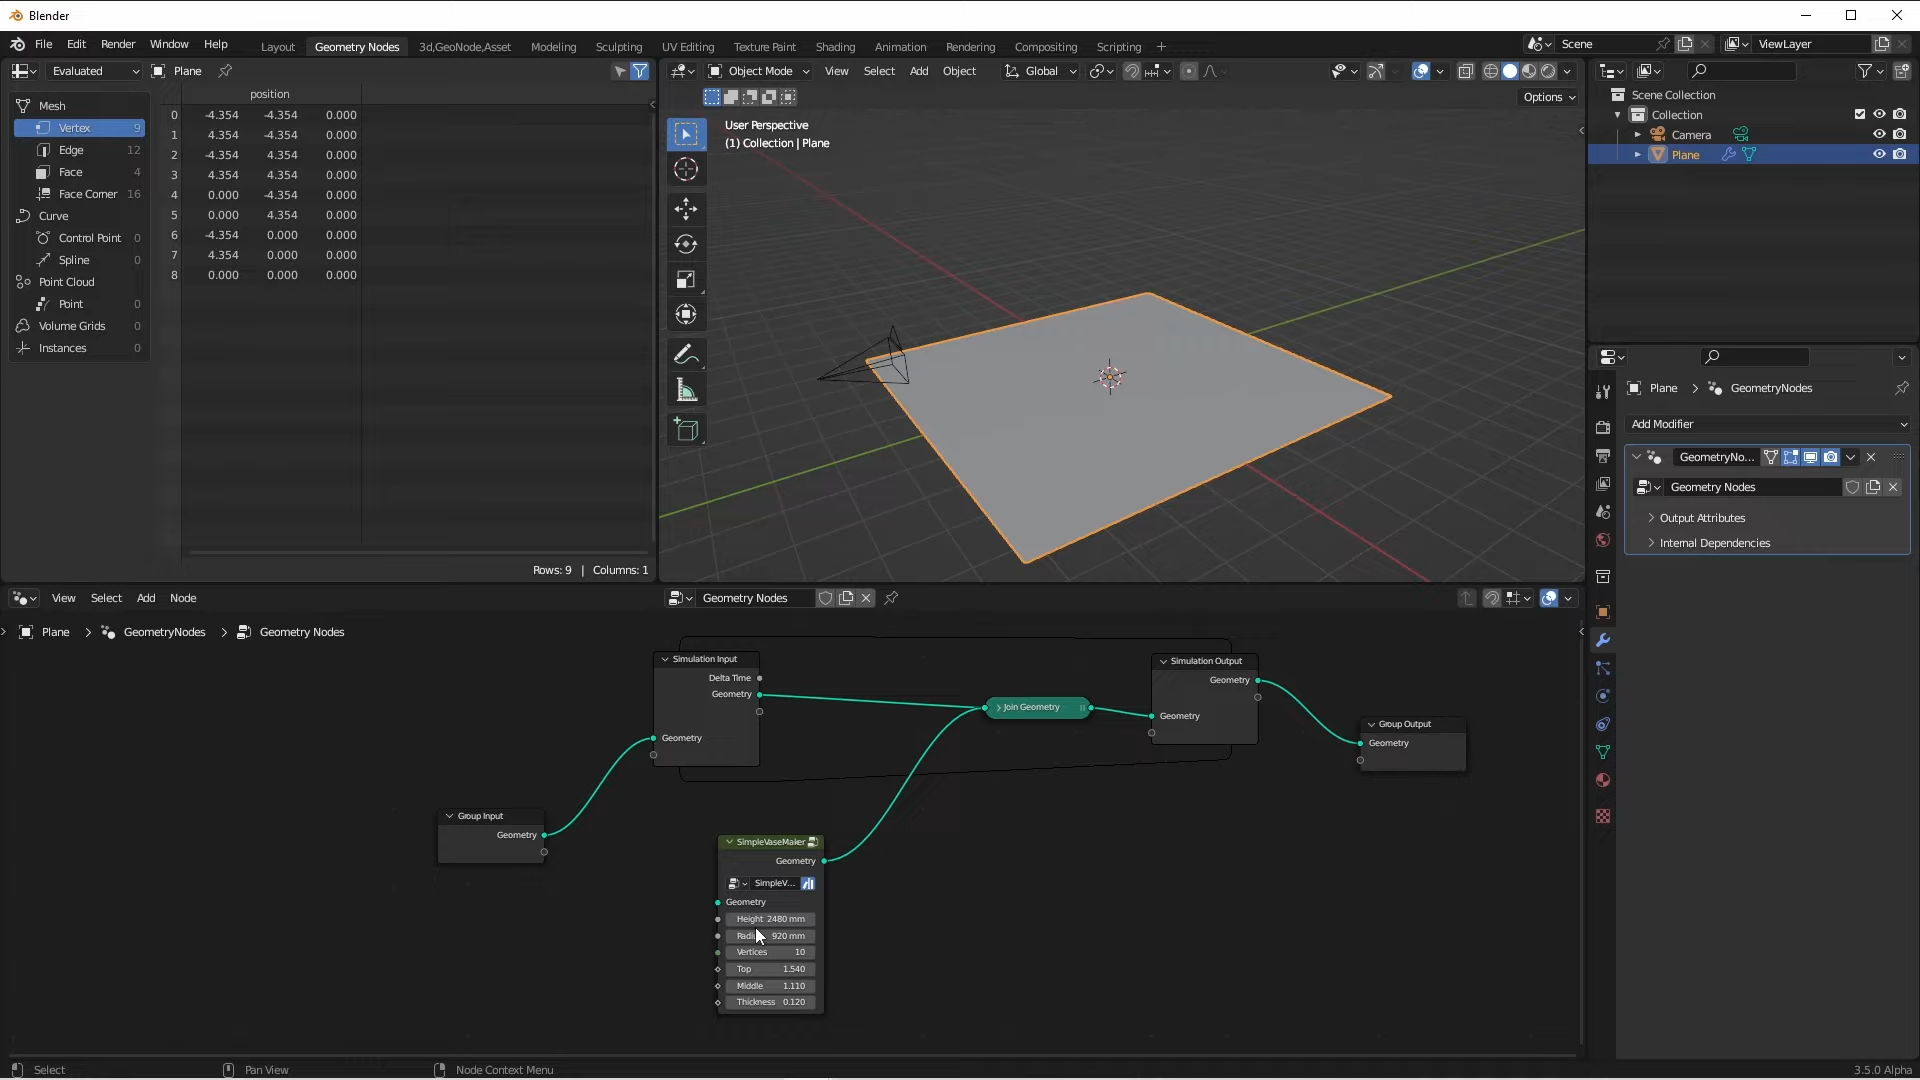 Blender
File Edit Render Window Help
Layout Geometry Nodes 3d,GeoNode,Asset Modeling Sculpting UV Editing Texture Paint Shading Animation Rendering Compositing Scripting +
Scene
ViewLayer
Evaluated
Plane
Object Mode
View Select Add Object
Global
Options
Mesh
Vertex 9
Edge 12
Face 4
Face Corner 16
Curve
Control Point 0
Spline 0
Point Cloud
Point 0
Volume Grids 0
Instances 0
position
0 -4.354 -4.354 0.000
1 4.354 -4.354 0.000
2 -4.354 4.354 0.000
3 4.354 4.354 0.000
4 0.000 -4.354 0.000
5 0.000 4.354 0.000
6 -4.354 0.000 0.000
7 4.354 0.000 0.000
8 0.000 0.000 0.000
Rows: 9 | Columns: 1
User Perspective
(1) Collection | Plane
Scene Collection
Collection
Camera
Plane
Plane > GeometryNodes
Add Modifier
GeometryNo...
Geometry Nodes
Output Attributes
Internal Dependencies
View Select Add Node
Geometry Nodes
Plane > GeometryNodes > Geometry Nodes
Simulation Input
Delta Time
Geometry
Geometry
Join Geometry
Simulation Output
Geometry
Geometry
Group Output
Geometry
Group Input
Geometry
SimpleVaseMaker
Geometry
SimpleV...
Geometry
Height 2480 mm
920 mm
Vertices 10
Top 1.540
Middle 1.110
Thickness 0.120
Select
Pan View
Node Context Menu
3.5.0 Alpha